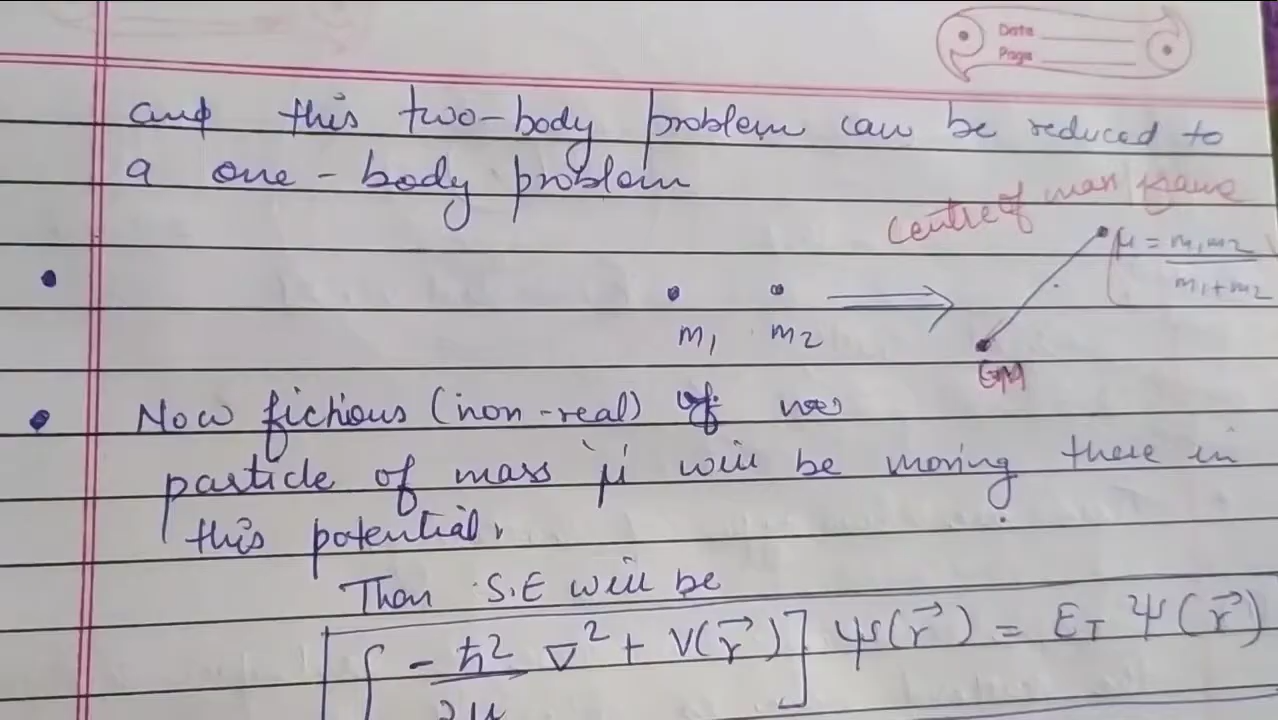 Date
Page
and this two-body problem can be reduced to
a one-body problem
Centre of mass frame
μ = m1m2 / m1+m2
m1 m2 ⟹
CM
Now fictious (non-real) of
particle of mass 'μ' will be moving there in
this potential.
Then S.E will be
[-ħ²/2μ ∇² + V(r⃗)] ψ(r⃗) = E_T ψ(r⃗)